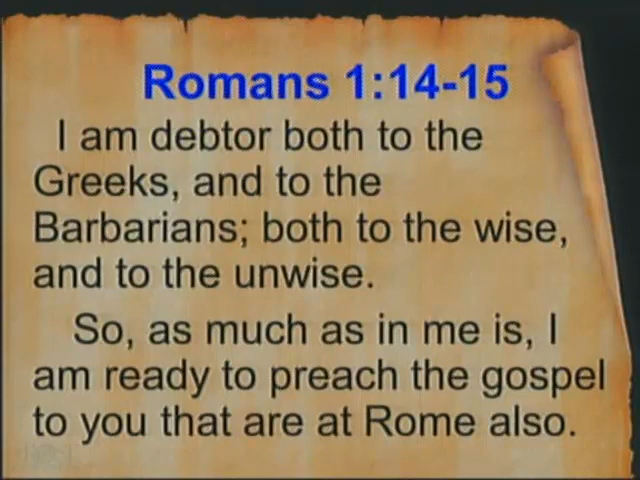 Romans 1:14-15
I am debtor both to the
Greeks, and to the
Barbarians; both to the wise,
and to the unwise.
So, as much as in me is, I
am ready to preach the gospel
to you that are at Rome also.